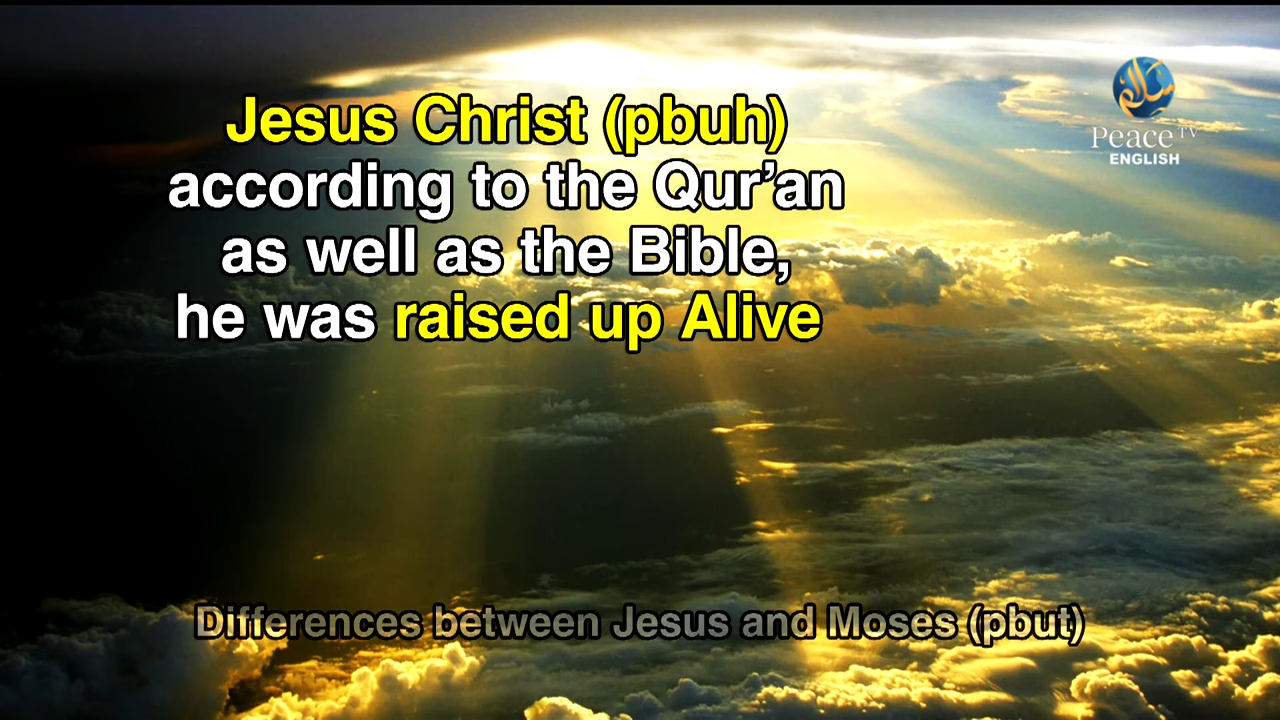 Jesus Christ (pbuh)
according to the Qur’an
as well as the Bible,
he was raised up Alive
سلام
Peace TV
ENGLISH
Differences between Jesus and Moses (pbut)